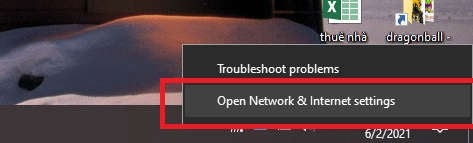 thuê nhà
dragonball -
Troubleshoot problems
Open Network & Internet settings
6/2/2021